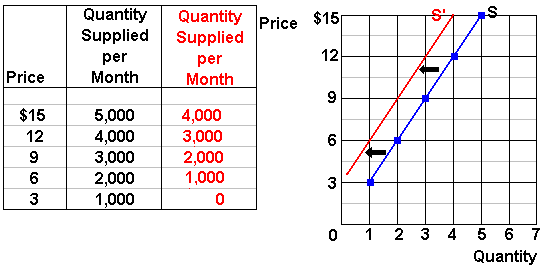 Price
Quantity
Supplied
per
Month
Quantity
Supplied
per
Month
$15 5,000 4,000
12 4,000 3,000
9 3,000 2,000
6 2,000 1,000
3 1,000 0
Price
$15
12
9
6
3
S'
S
0 1 2 3 4 5 6 7
Quantity